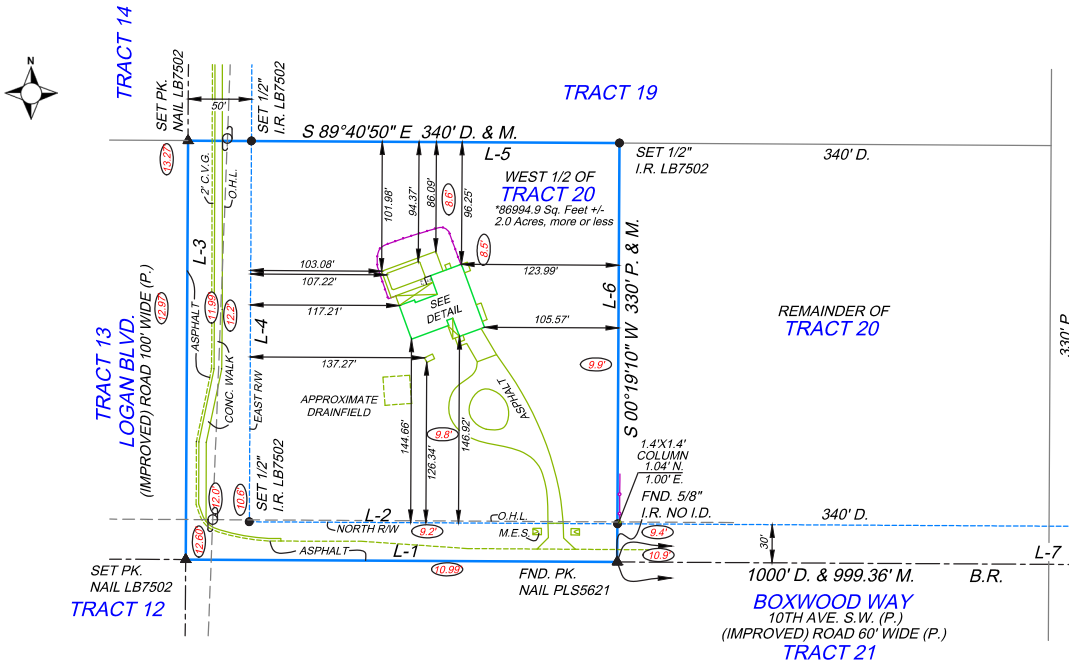 N
TRACT 14
SET PK.
NAIL LB7502
50'
SET 1/2"
I.R. LB7502
TRACT 19
S 89°40'50" E 340' D. & M.
L-5
SET 1/2"
I.R. LB7502
340' D.
13.27
2' C.V.G.
O.H.L.
WEST 1/2 OF
TRACT 20
*86994.9 Sq. Feet +/-
2.0 Acres, more or less
101.98'
94.37'
86.09'
8.6'
96.25'
8.5'
L-3
103.08'
107.22'
123.99'
L-6
S 00°19'10" W 330' P. & M.
TRACT 13
LOGAN BLVD.
(IMPROVED) ROAD 100' WIDE (P.)
12.97
ASPHALT
11.99
12.2'
L-4
117.21'
SEE
DETAIL
105.57'
REMAINDER OF
TRACT 20
330' P.
137.27'
9.9'
CONC. WALK
EAST R/W
APPROXIMATE
DRAINFIELD
ASPHALT
144.66'
126.34'
9.8'
146.92'
1.4'X1.4'
COLUMN
1.04' N.
1.00' E.
12.0'
10.6'
SET 1/2"
I.R. LB7502
FND. 5/8"
I.R. NO I.D.
L-2
NORTH R/W
9.2'
O.H.L.
M.E.S.
340' D.
9.4'
30'
12.60
ASPHALT
L-1
10.99
10.9'
L-7
SET PK.
NAIL LB7502
FND. PK.
NAIL PLS5621
1000' D. & 999.36' M.
B.R.
TRACT 12
BOXWOOD WAY
10TH AVE. S.W. (P.)
(IMPROVED) ROAD 60' WIDE (P.)
TRACT 21